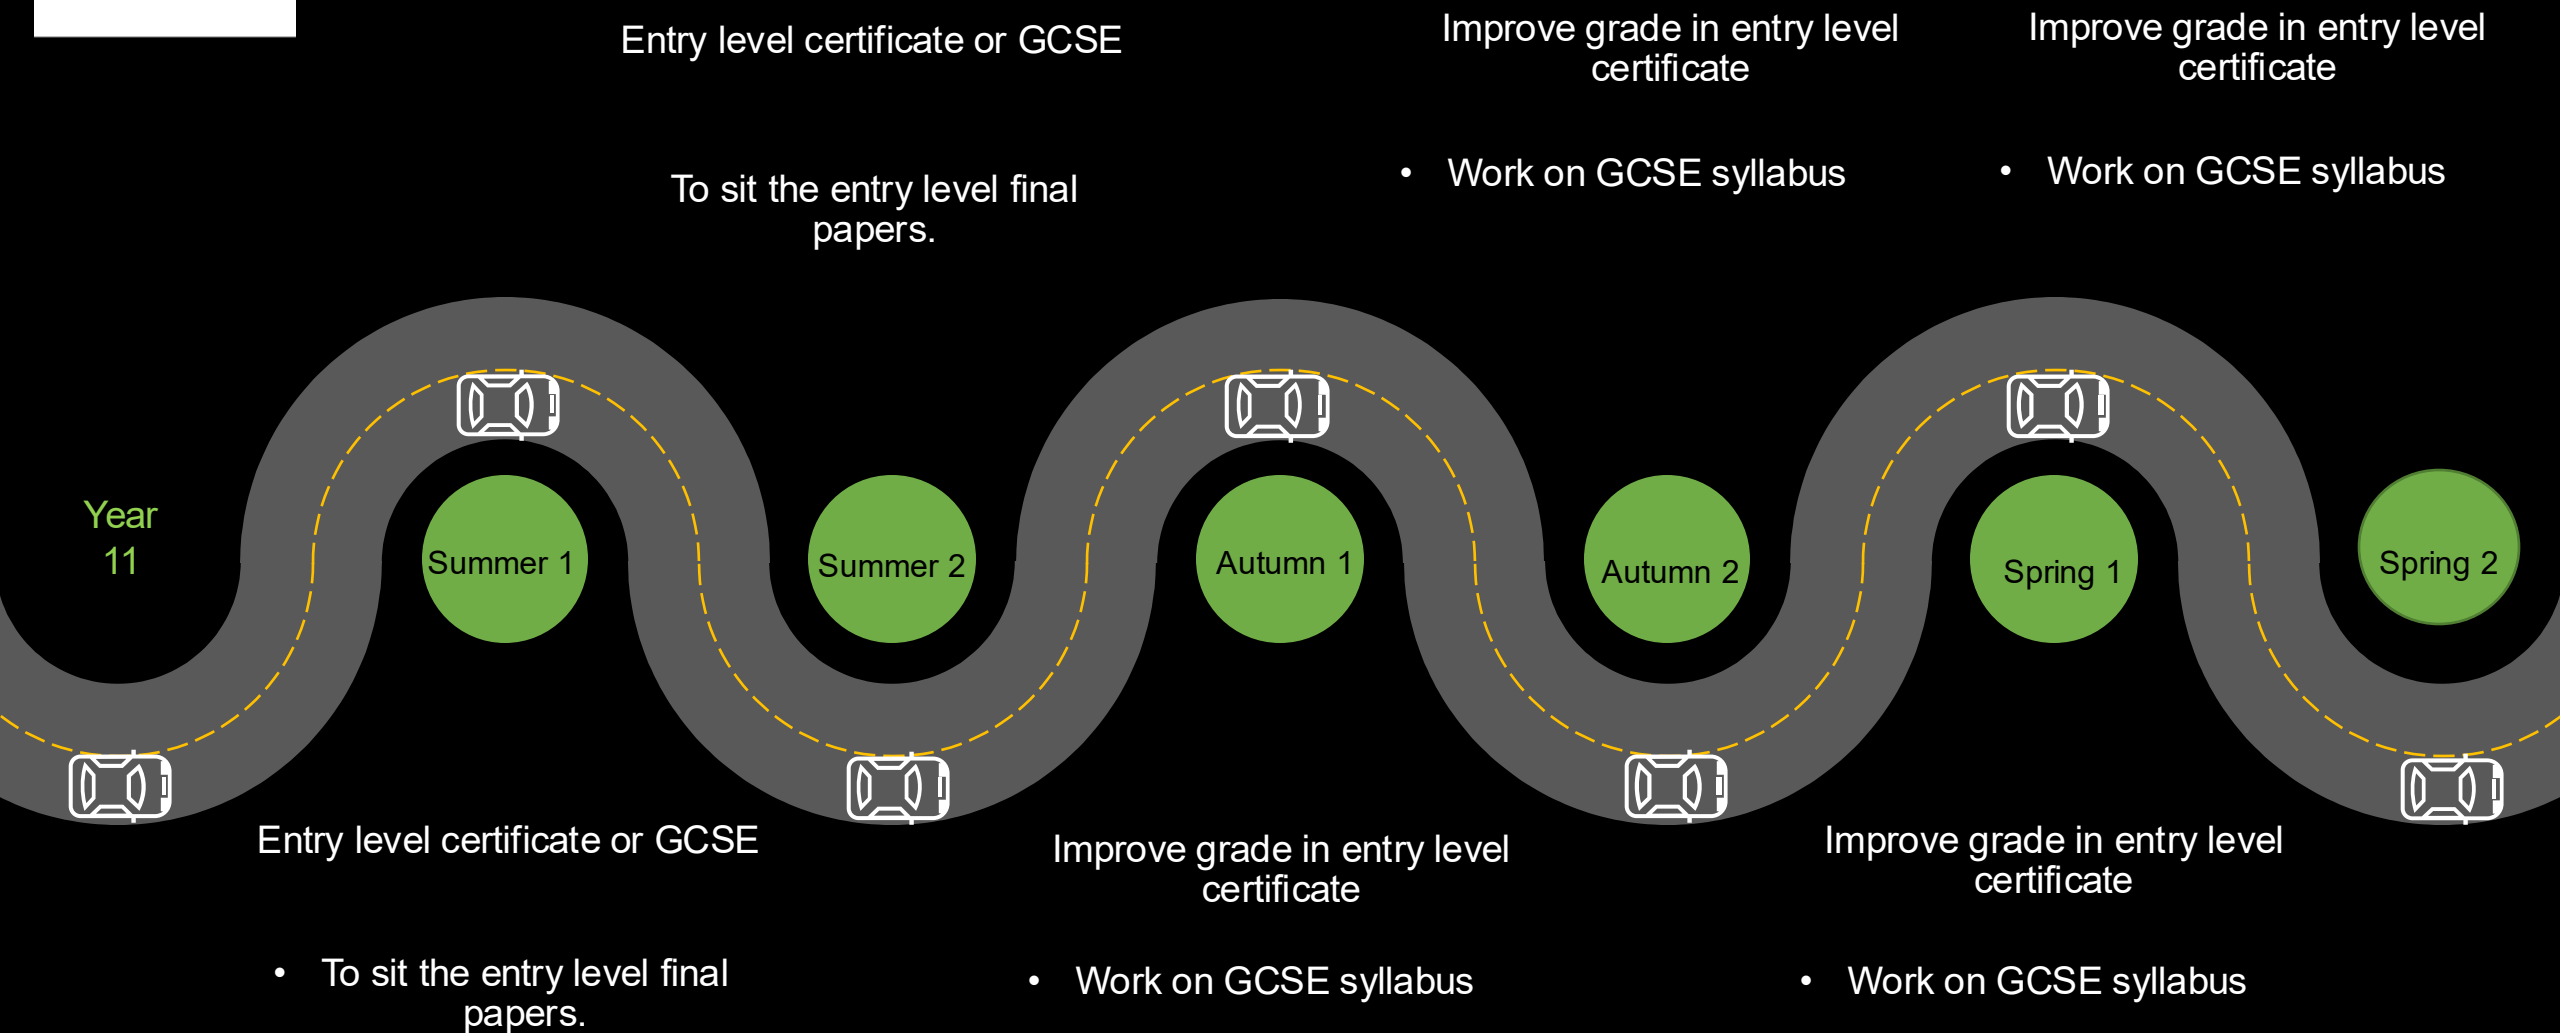 Entry level certificate or GCSE
To sit the entry level final
papers.
Improve grade in entry level
certificate
• Work on GCSE syllabus
Improve grade in entry level
certificate
• Work on GCSE syllabus
Year
11
Summer 1
Summer 2
Autumn 1
Autumn 2
Spring 1
Spring 2
Entry level certificate or GCSE
• To sit the entry level final
papers.
Improve grade in entry level
certificate
• Work on GCSE syllabus
Improve grade in entry level
certificate
• Work on GCSE syllabus